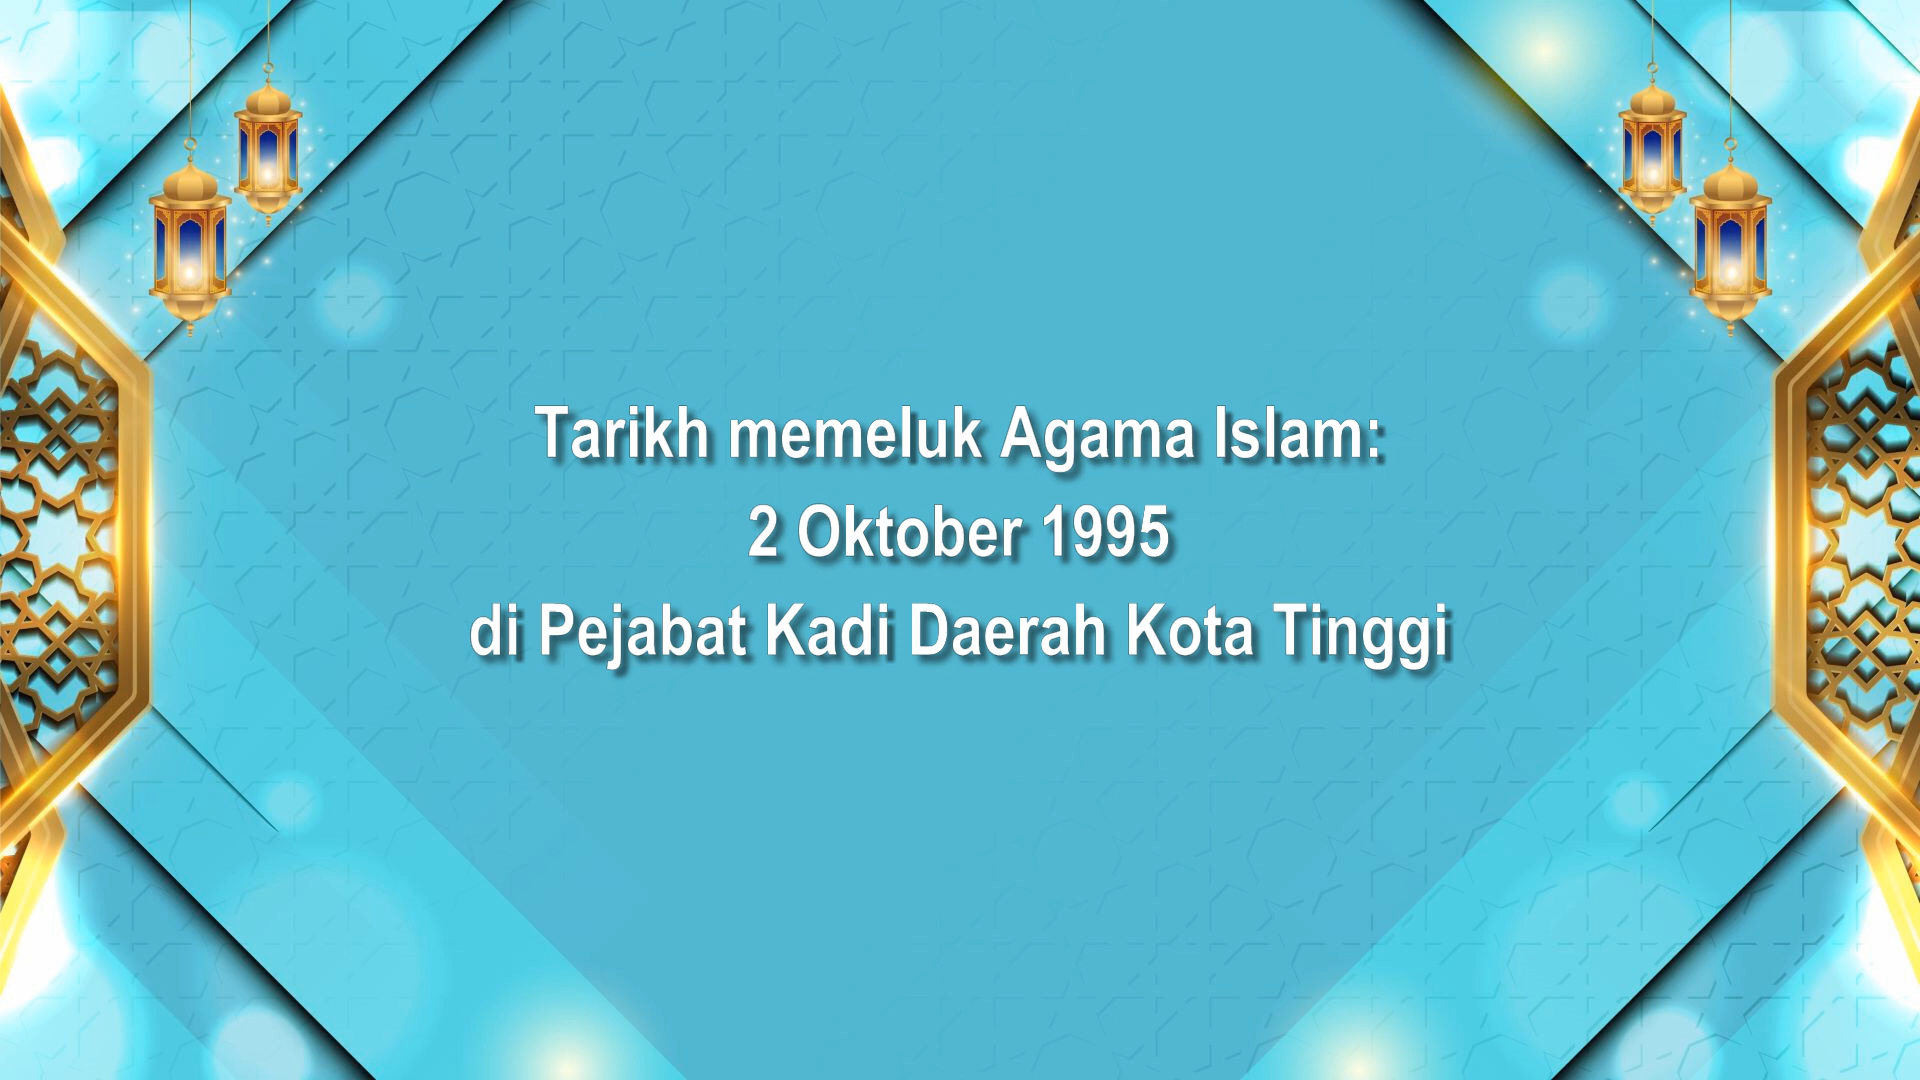 Tarikh memeluk Agama Islam:
2 Oktober 1995
di Pejabat Kadi Daerah Kota Tinggi